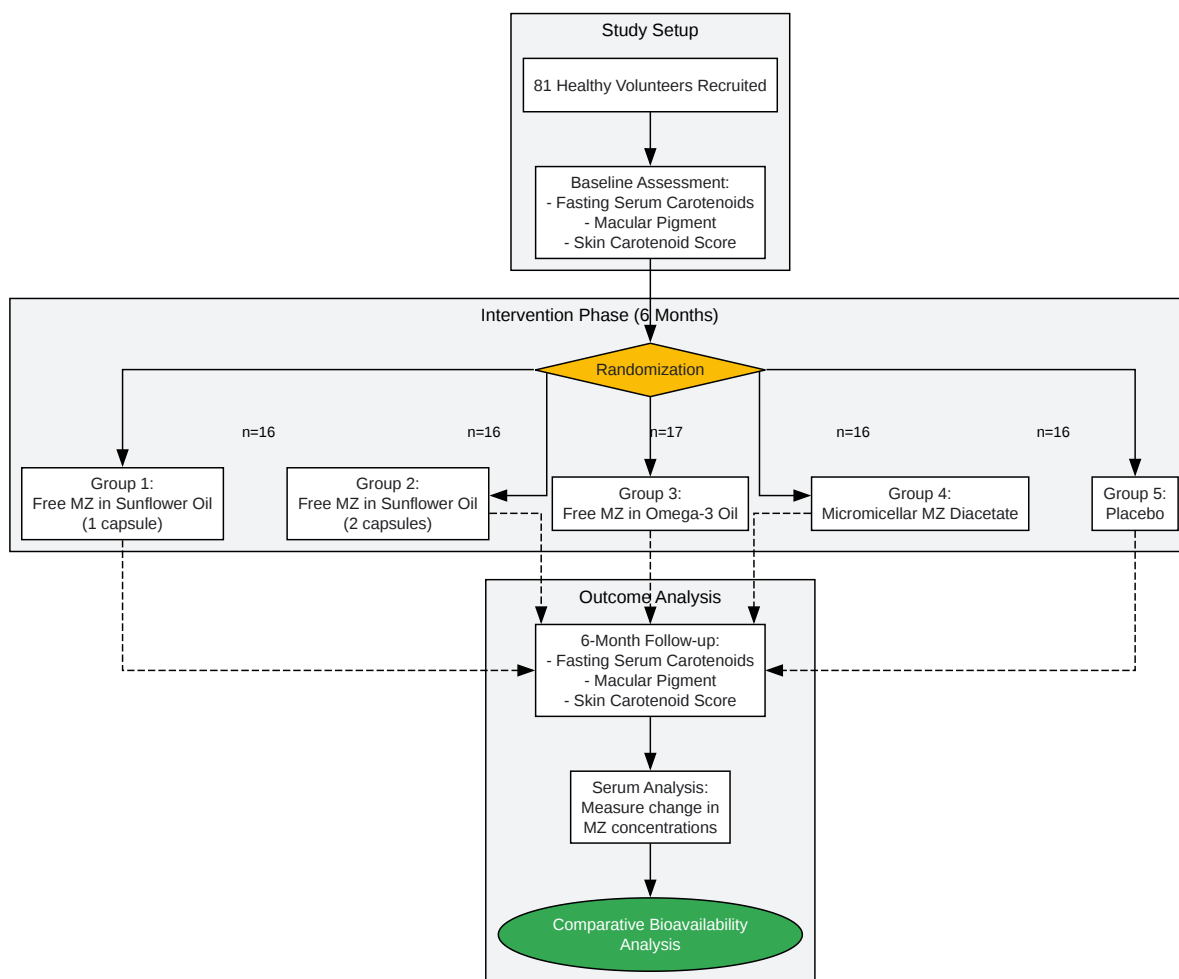 Study Setup
81 Healthy Volunteers Recruited
Baseline Assessment:
- Fasting Serum Carotenoids
- Macular Pigment
- Skin Carotenoid Score
Intervention Phase (6 Months)
Randomization
n=16
n=16
n=17
n=16
n=16
Group 1:
Free MZ in Sunflower Oil
(1 capsule)
Group 2:
Free MZ in Sunflower Oil
(2 capsules)
Group 3:
Free MZ in Omega-3 Oil
Group 4:
Micromicellar MZ Diacetate
Group 5:
Placebo
Outcome Analysis
6-Month Follow-up:
- Fasting Serum Carotenoids
- Macular Pigment
- Skin Carotenoid Score
Serum Analysis:
Measure change in
MZ concentrations
Comparative Bioavailability
Analysis